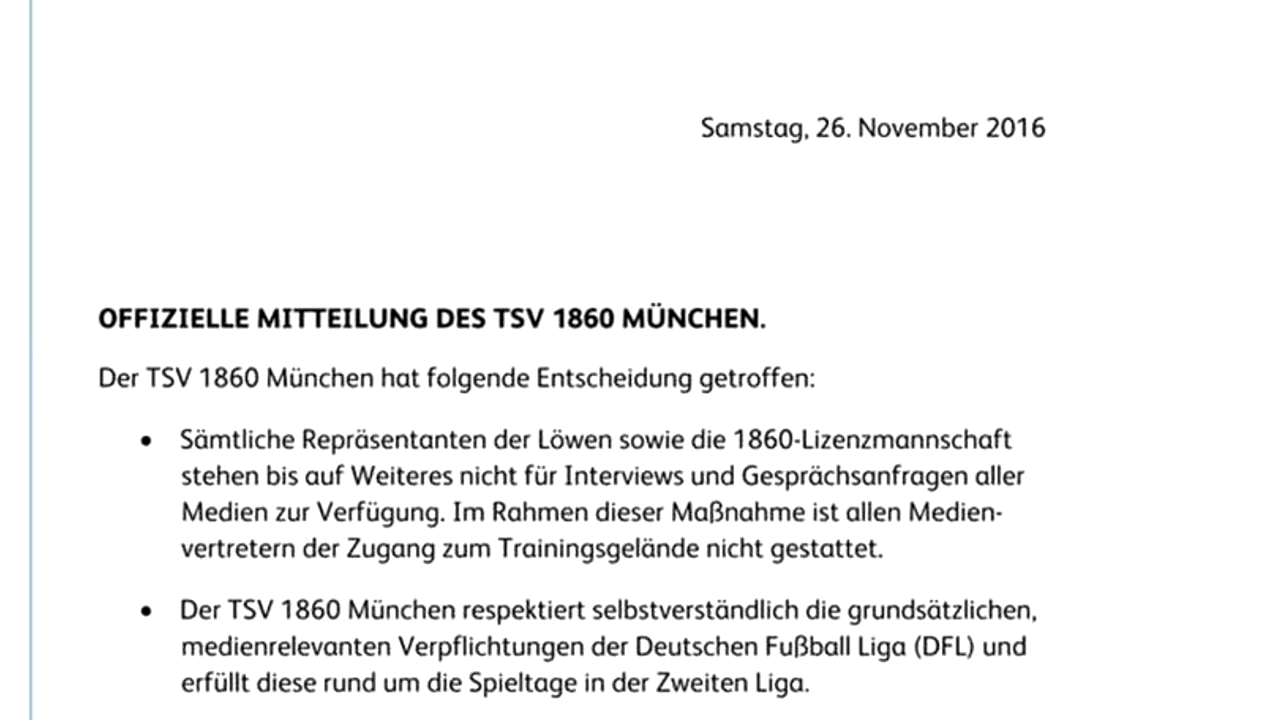 Samstag, 26. November 2016
OFFIZIELLE MITTEILUNG DES TSV 1860 MÜNCHEN.
Der TSV 1860 München hat folgende Entscheidung getroffen:
• Sämtliche Repräsentanten der Löwen sowie die 1860-Lizenzmannschaft
stehen bis auf Weiteres nicht für Interviews und Gesprächsanfragen aller
Medien zur Verfügung. Im Rahmen dieser Maßnahme ist allen Medien-
vertretern der Zugang zum Trainingsgelände nicht gestattet.
• Der TSV 1860 München respektiert selbstverständlich die grundsätzlichen,
medienrelevanten Verpflichtungen der Deutschen Fußball Liga (DFL) und
erfüllt diese rund um die Spieltage in der Zweiten Liga.